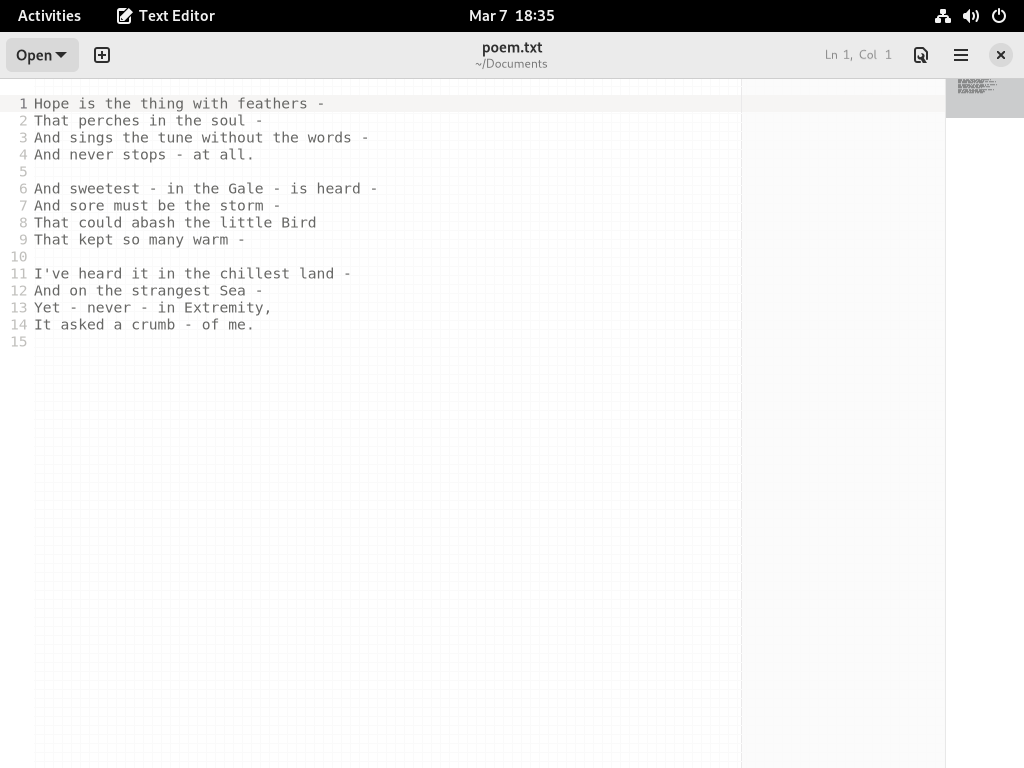 Activities Text Editor Mar 7 18:35
Open poem.txt Ln 1, Col 1
~/Documents
1 Hope is the thing with feathers -
2 That perches in the soul -
3 And sings the tune without the words -
4 And never stops - at all.
5
6 And sweetest - in the Gale - is heard -
7 And sore must be the storm -
8 That could abash the little Bird
9 That kept so many warm -
10
11 I've heard it in the chillest land -
12 And on the strangest Sea -
13 Yet - never - in Extremity,
14 It asked a crumb - of me.
15